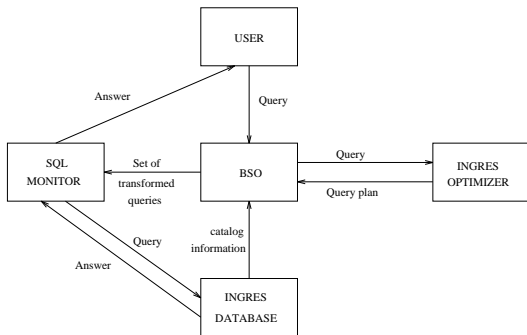 USER
Answer
Query
SQL
MONITOR
Set of
transformed
queries
BSO
Query
Query plan
INGRES
OPTIMIZER
catalog
information
Query
Answer
INGRES
DATABASE